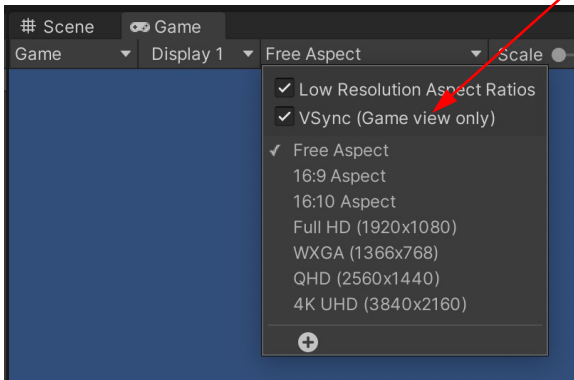 Scene Game
Game Display 1 Free Aspect Scale
Low Resolution Aspect Ratios
VSync (Game view only)
Free Aspect
16:9 Aspect
16:10 Aspect
Full HD (1920x1080)
WXGA (1366x768)
QHD (2560x1440)
4K UHD (3840x2160)